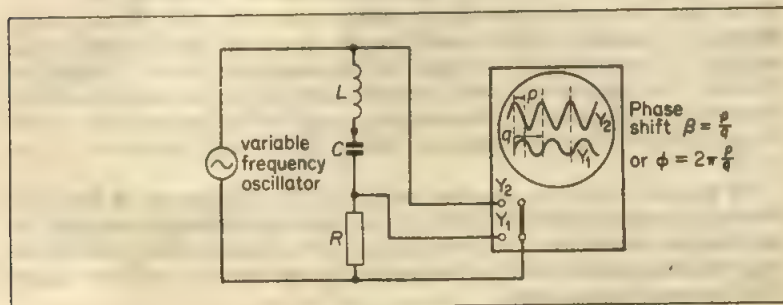 L
C
variable
frequency
oscillator
R
p
q
Y₂
Y₁
Y₂
Y₁
Phase
shift β = p/q
or φ = 2π p/q